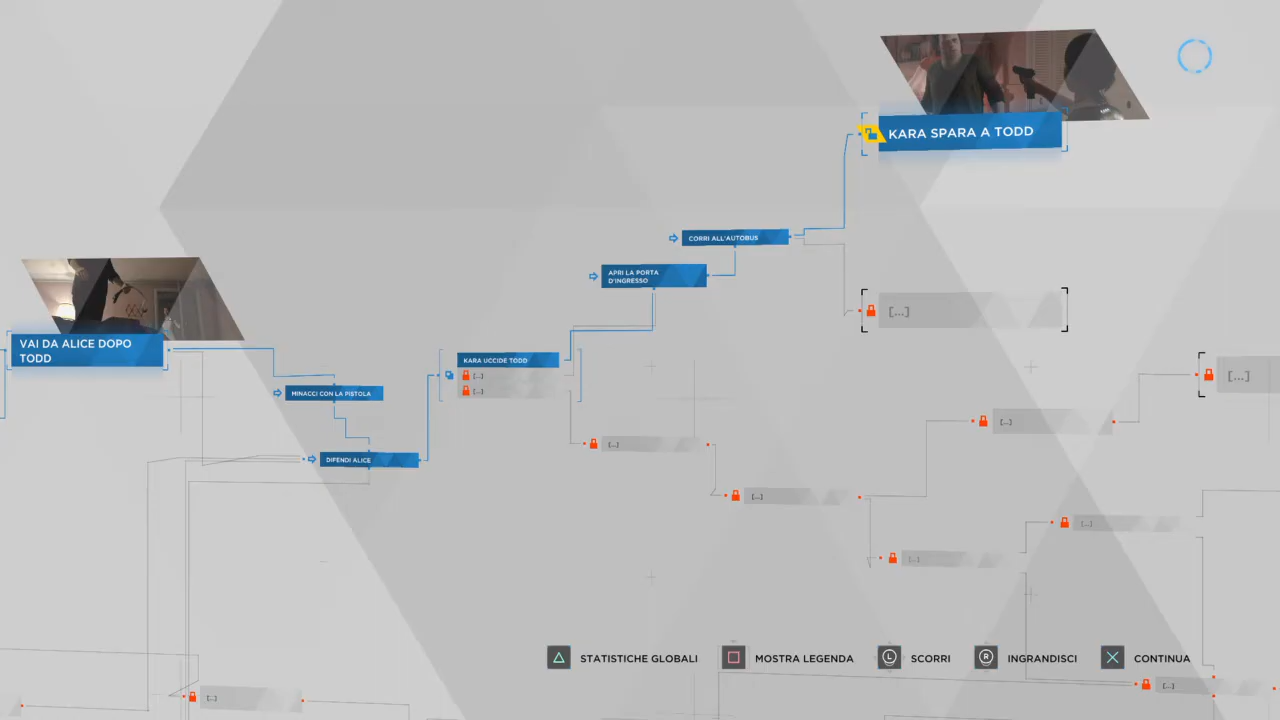 KARA SPARA A TODD
CORRI ALL'AUTOBUS
APRI LA PORTA
D'INGRESSO
[...]
VAI DA ALICE DOPO
TODD
KARA UCCIDE TODD
[...]
[...]
[...]
MINACCI CON LA PISTOLA
[...]
[...]
DIFENDI ALICE
[...]
[...]
[...]
STATISTICHE GLOBALI
MOSTRA LEGENDA
L
SCORRI
R
INGRANDISCI
CONTINUA
[...]
[...]